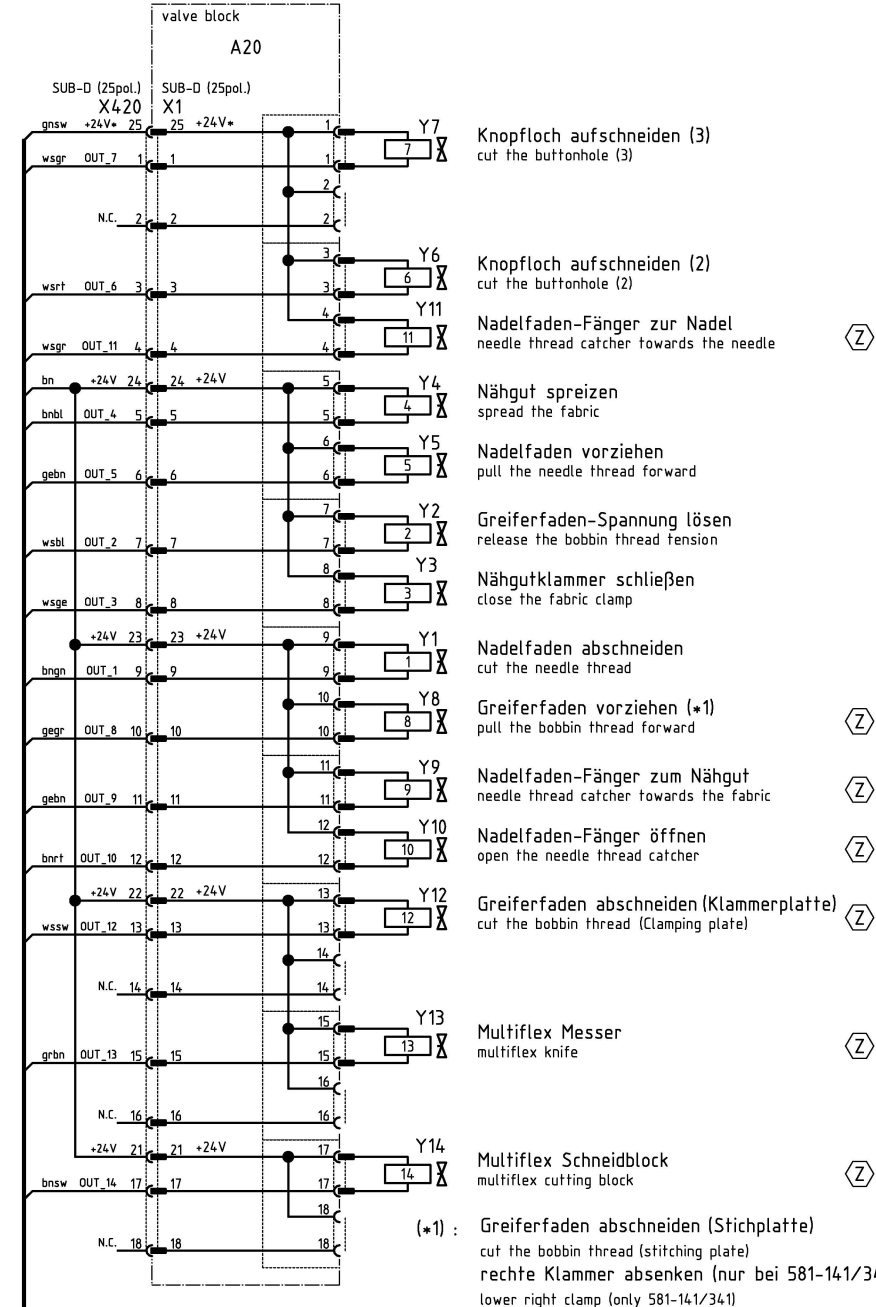 valve block
A20
SUB-D (25pol.) SUB-D (25pol.)
X420 X1
gnsw +24V* 25 25 +24V* 1 Y7
7
Knopfloch aufschneiden (3)
cut the buttonhole (3)
wsgr OUT_7 1 1 1
2
N.C. 2 2 2
3 Y6
6
Knopfloch aufschneiden (2)
cut the buttonhole (2)
wsrt OUT_6 3 3 3
4 Y11
11
Nadelfaden-Fänger zur Nadel
needle thread catcher towards the needle Z
wsgr OUT_11 4 4 4
bn +24V 24 24 +24V 5 Y4
4
Nähgut spreizen
spread the fabric
bnbl OUT_4 5 5 5
6 Y5
5
Nadelfaden vorziehen
pull the needle thread forward
gebn OUT_5 6 6 6
7 Y2
2
Greiferfaden-Spannung lösen
release the bobbin thread tension
wsbl OUT_2 7 7 7
8 Y3
3
Nähgutklammer schließen
close the fabric clamp
wsge OUT_3 8 8 8
+24V 23 23 +24V 9 Y1
1
Nadelfaden abschneiden
cut the needle thread
bngn OUT_1 9 9 9
10 Y8
8
Greiferfaden vorziehen (*1)
pull the bobbin thread forward Z
gegr OUT_8 10 10 10
11 Y9
9
Nadelfaden-Fänger zum Nähgut
needle thread catcher towards the fabric Z
gebn OUT_9 11 11 11
12 Y10
10
Nadelfaden-Fänger öffnen
open the needle thread catcher Z
bnrt OUT_10 12 12 12
+24V 22 22 +24V 13 Y12
12
Greiferfaden abschneiden (Klammerplatte)
cut the bobbin thread (Clamping plate) Z
wssw OUT_12 13 13 13
14
N.C. 14 14 14
15 Y13
13
Multiflex Messer
multiflex knife Z
grbn OUT_13 15 15 15
16
N.C. 16 16 16
+24V 21 21 +24V 17 Y14
14
Multiflex Schneidblock
multiflex cutting block Z
bnsw OUT_14 17 17 17
18
N.C. 18 18 18
(*1) : Greiferfaden abschneiden (Stichplatte)
cut the bobbin thread (stitching plate)
rechte Klammer absenken (nur bei 581-141/34
lower right clamp (only 581-141/341)